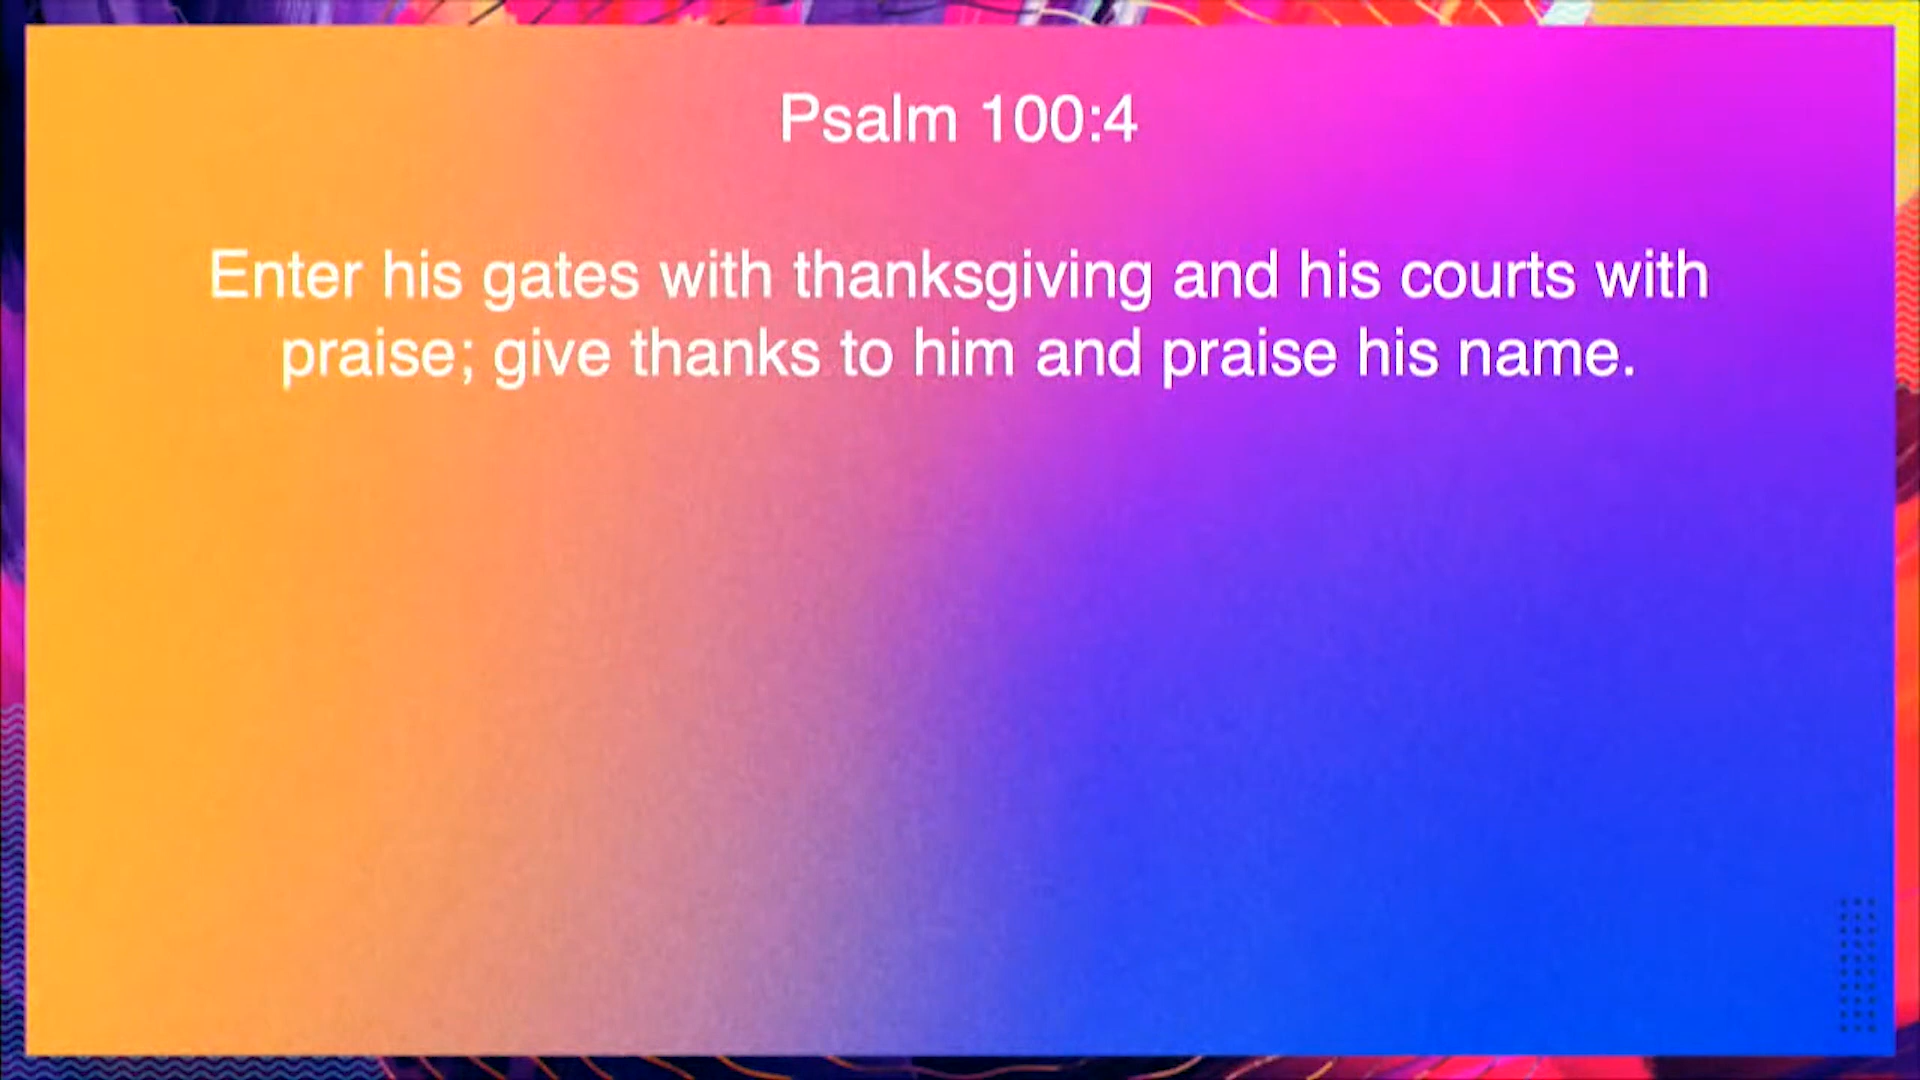 Psalm 100:4
Enter his gates with thanksgiving and his courts with
praise; give thanks to him and praise his name.